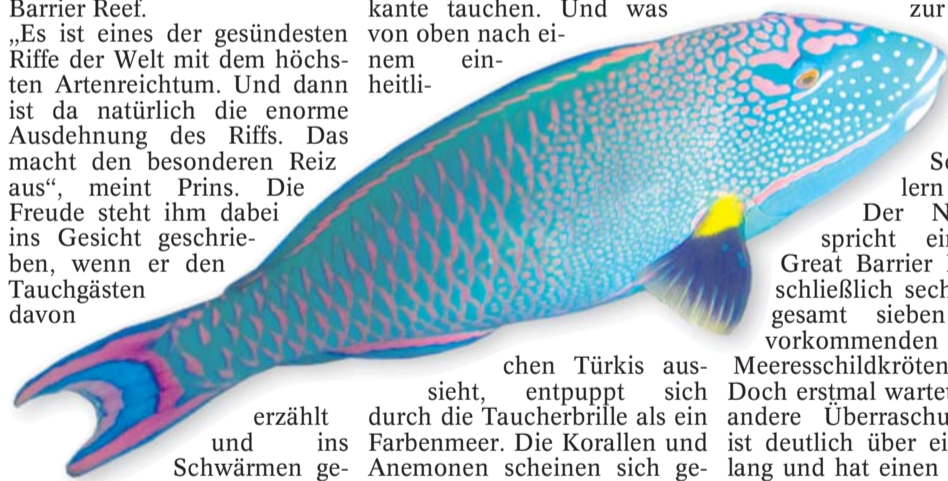 Barrier Reef.
„Es ist eines der gesündesten
Riffe der Welt mit dem höchs-
ten Artenreichtum. Und dann
ist da natürlich die enorme
Ausdehnung des Riffs. Das
macht den besonderen Reiz
aus“, meint Prins. Die
Freude steht ihm dabei
ins Gesicht geschrie-
ben, wenn er den
Tauchgästen
davon
erzählt
und ins
Schwärmen ge-
kante tauchen. Und was
von oben nach ei-
nem ein-
heitli-
chen Türkis aus-
sieht, entpuppt sich
durch die Taucherbrille als ein
Farbenmeer. Die Korallen und
Anemonen scheinen sich ge-
zur
lern
Der
spricht
Great Barrier
schließlich
gesamt sieben
vorkommenden
Meeresschildkröten
Doch erstmal
andere
ist deutlich über
lang und hat einen